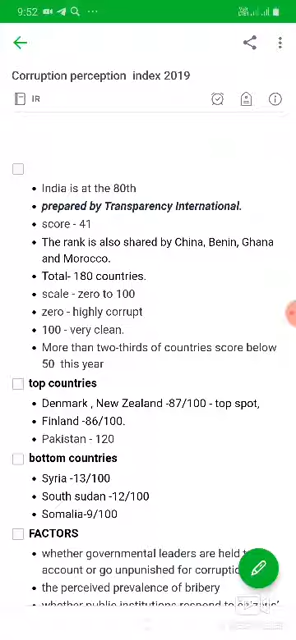 9:52
Corruption perception index 2019
IR
India is at the 80th
prepared by Transparency International.
score - 41
The rank is also shared by China, Benin, Ghana
and Morocco.
Total- 180 countries.
scale - zero to 100
zero - highly corrupt
100 - very clean.
More than two-thirds of countries score below
50 this year
top countries
Denmark , New Zealand -87/100 - top spot,
Finland -86/100.
Pakistan - 120
bottom countries
Syria -13/100
South sudan -12/100
Somalia-9/100
FACTORS
whether governmental leaders are held
account or go unpunished for
the perceived prevalence of bribery
whether public institutions respond to